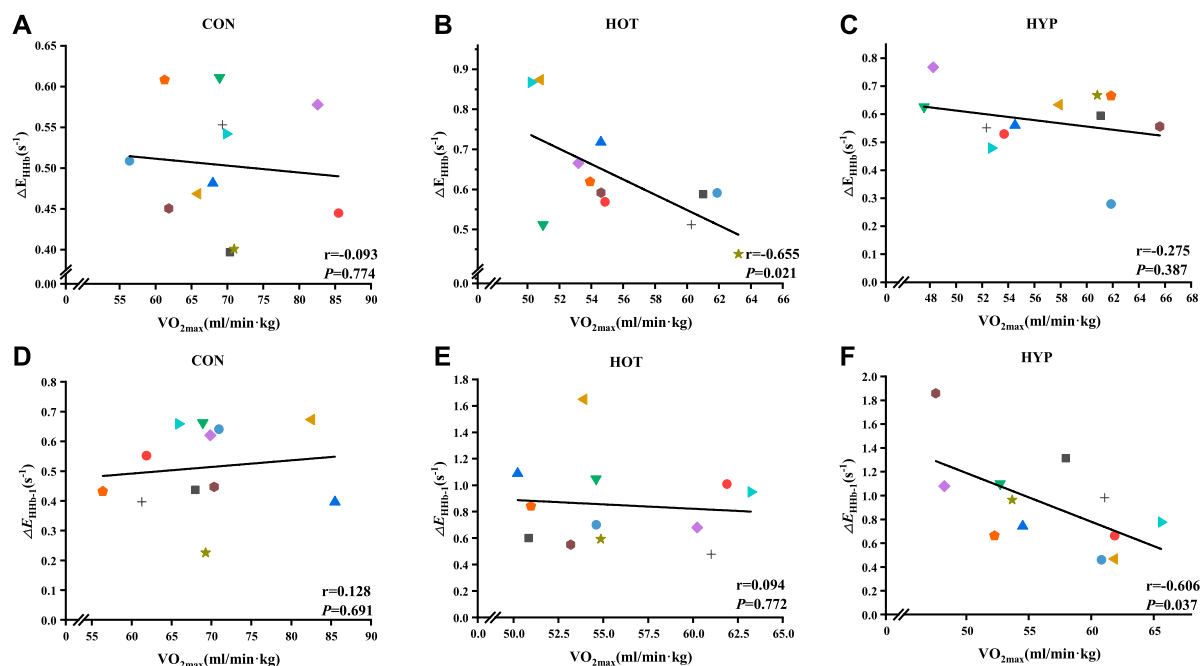 A
CON
0.65
0.60
0.55
0.50
0.45
0.40
0.00
△E_HHb(s⁻¹)
0 55 60 65 70 75 80 85 90
VO₂max(ml/min·kg)
r=-0.093
P=0.774
B
HOT
0.9
0.8
0.7
0.6
0.5
0.0
△E_HHb(s⁻¹)
0 50 52 54 56 58 60 62 64 66
VO₂max(ml/min·kg)
r=-0.655
P=0.021
C
HYP
0.8
0.7
0.6
0.5
0.4
0.3
0.2
0.1
0.0
△E_HHb(s⁻¹)
0 48 50 52 54 56 58 60 62 64 66 68
VO₂max(ml/min·kg)
r=-0.275
P=0.387
D
CON
0.8
0.7
0.6
0.5
0.4
0.3
0.2
0.1
0.0
ΔE_HHb-1(s⁻¹)
0 55 60 65 70 75 80 85 90
VO₂max(ml/min·kg)
r=0.128
P=0.691
E
HOT
1.8
1.6
1.4
1.2
1.0
0.8
0.6
0.4
0.2
0.0
ΔE_HHb-1(s⁻¹)
0.0 50.0 52.5 55.0 57.5 60.0 62.5 65.0
VO₂max(ml/min·kg)
r=0.094
P=0.772
F
HYP
2.0
1.8
1.6
1.4
1.2
1.0
0.8
0.6
0.4
0.2
0.0
ΔE_HHb-1(s⁻¹)
0 50 55 60 65
VO₂max(ml/min·kg)
r=-0.606
P=0.037